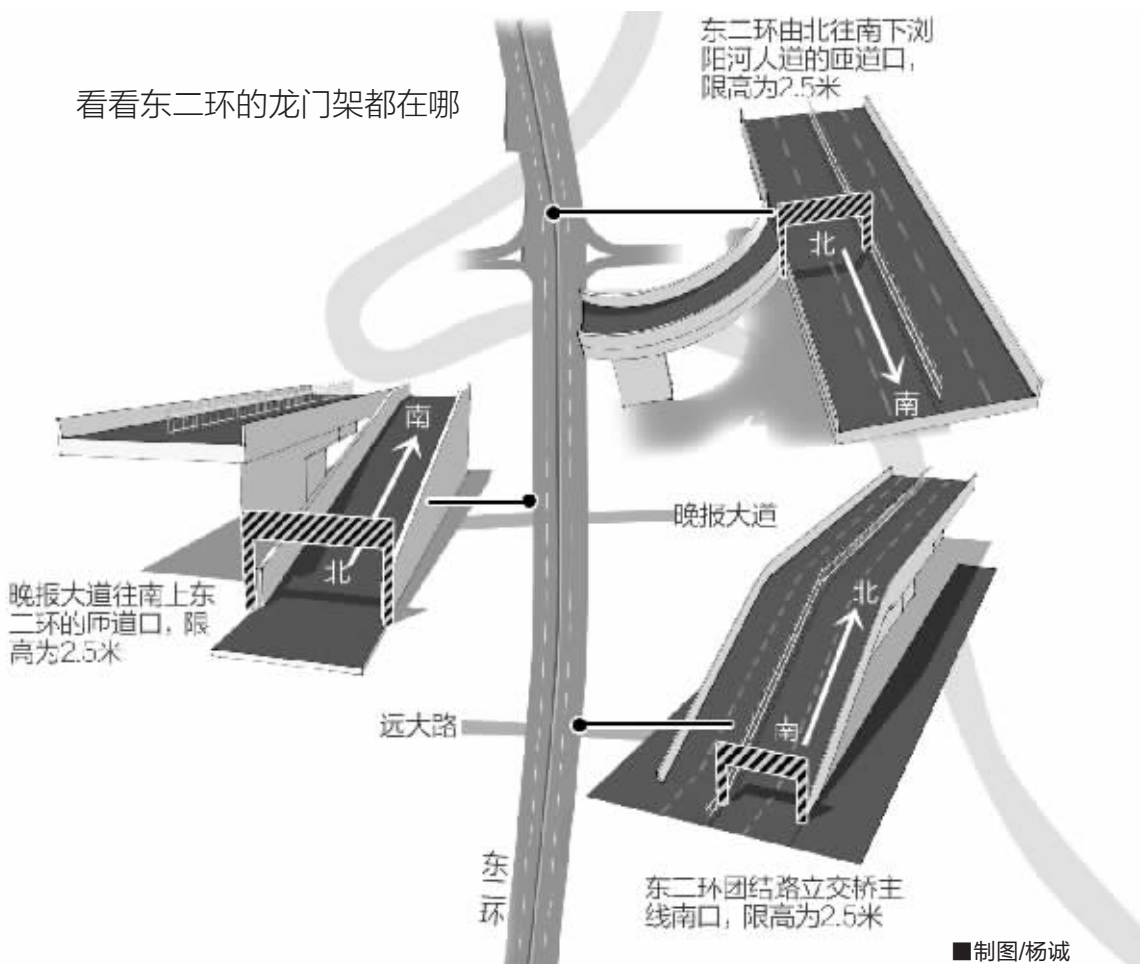 东二环由北往南下浏
阳河大道的匝道口,
限高为2.5米
看看东二环的龙门架都在哪
北
南
南
北
晚报大道
晚报大道往南上东
二环的匝道口,限
高为2.5米
北
南
远大路
东二环
东二环团结路立交桥主
线南口,限高为2.5米
■制图/杨诚